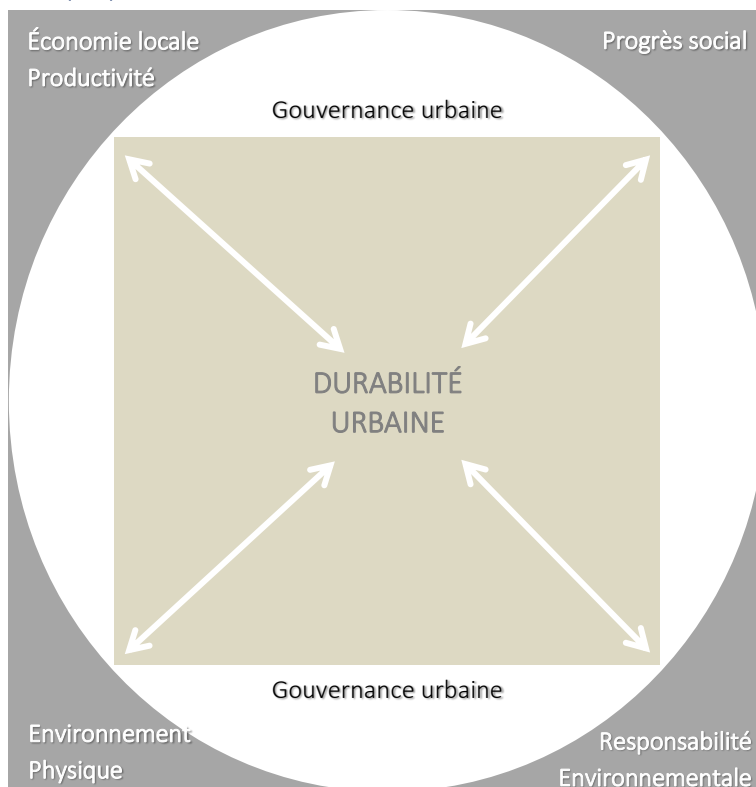 Économie locale
Productivité
Progrès social
Gouvernance urbaine
DURABILITÉ
URBAINE
Gouvernance urbaine
Environnement
Physique
Responsabilité
Environnementale